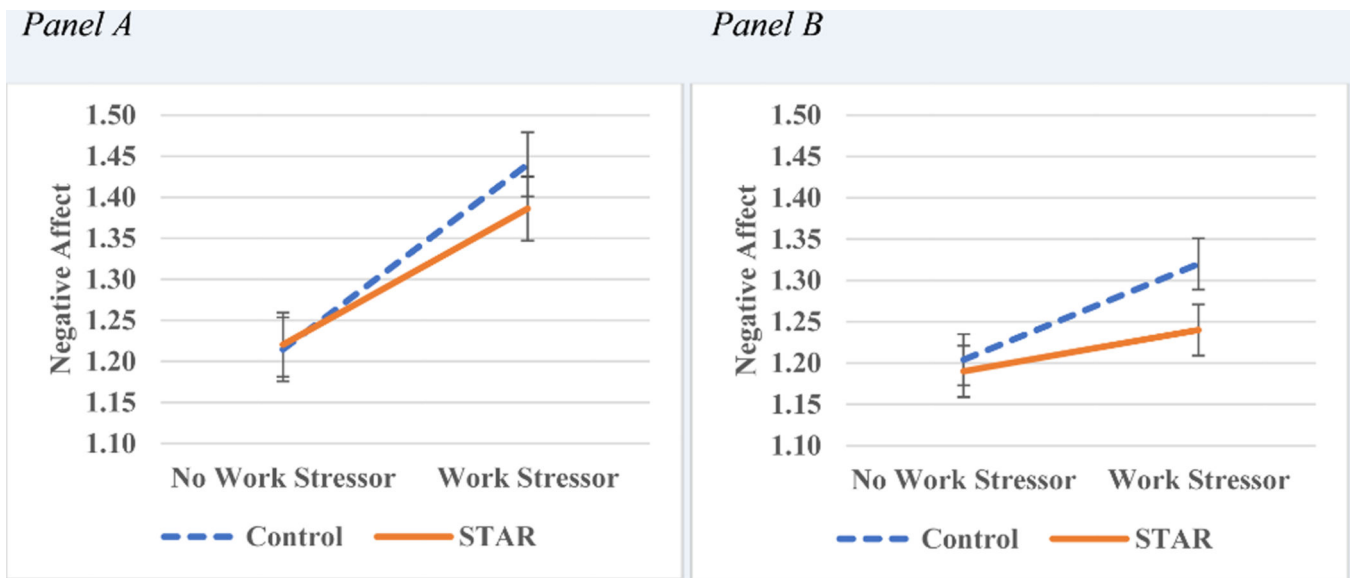 Panel A
Negative Affect
1.50
1.45
1.40
1.35
1.30
1.25
1.20
1.15
1.10
No Work Stressor Work Stressor
Control STAR
Panel B
Negative Affect
1.50
1.45
1.40
1.35
1.30
1.25
1.20
1.15
1.10
No Work Stressor Work Stressor
Control STAR